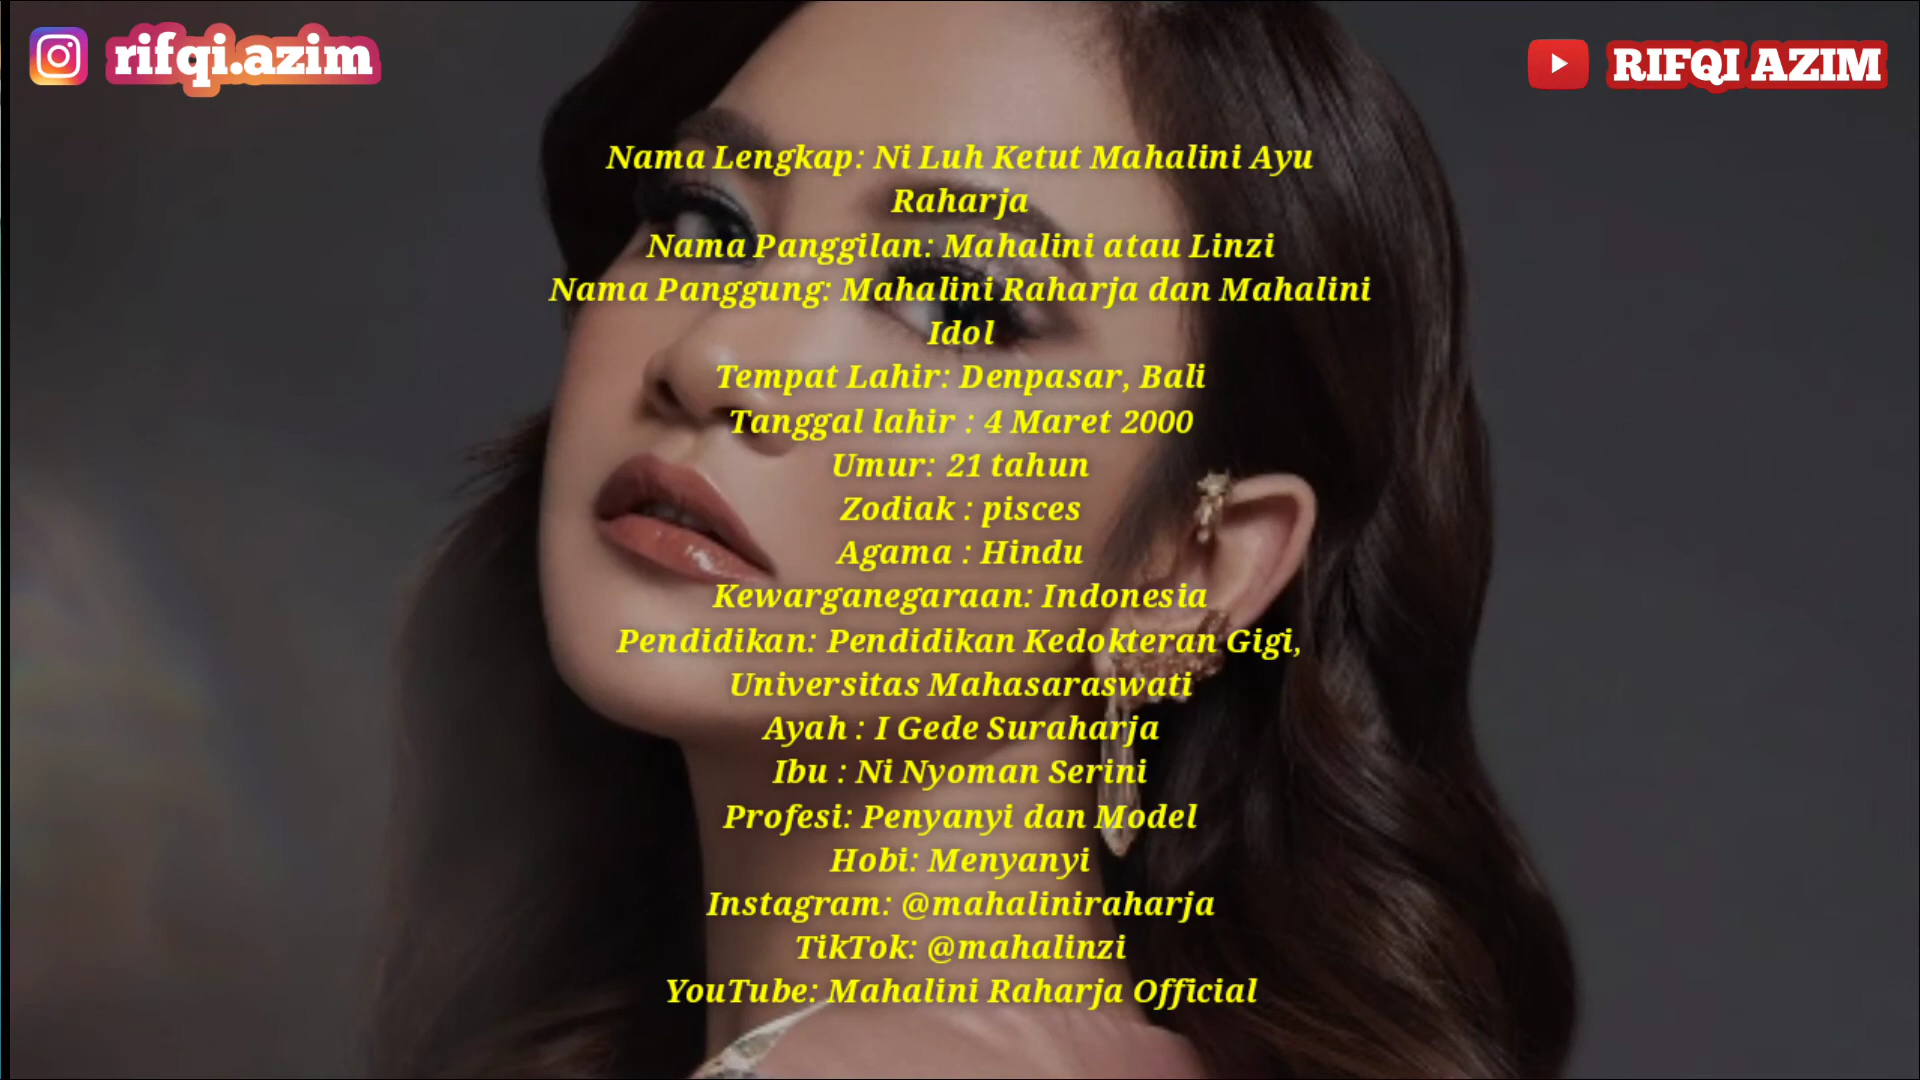 rifqi.azim
RIFQI AZIM
Nama Lengkap: Ni Luh Ketut Mahalini Ayu
Raharja
Nama Panggilan: Mahalini atau Linzi
Nama Panggung: Mahalini Raharja dan Mahalini
Idol
Tempat Lahir: Denpasar, Bali
Tanggal lahir : 4 Maret 2000
Umur: 21 tahun
Zodiak : pisces
Agama : Hindu
Kewarganegaraan: Indonesia
Pendidikan: Pendidikan Kedokteran Gigi,
Universitas Mahasaraswati
Ayah : I Gede Suraharja
Ibu : Ni Nyoman Serini
Profesi: Penyanyi dan Model
Hobi: Menyanyi
Instagram: @mahaliniraharja
TikTok: @mahalinzi
YouTube: Mahalini Raharja Official